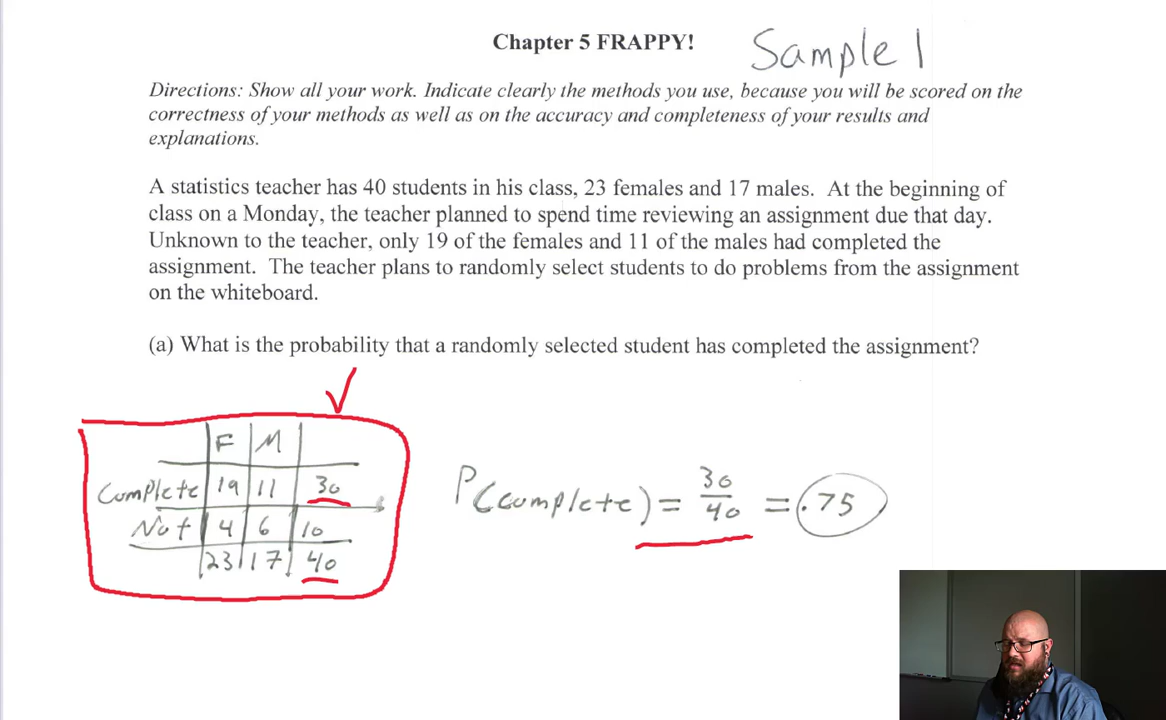 Chapter 5 FRAPPY! Sample 1
Directions: Show all your work. Indicate clearly the methods you use, because you will be scored on the
correctness of your methods as well as on the accuracy and completeness of your results and
explanations.
A statistics teacher has 40 students in his class, 23 females and 17 males. At the beginning of
class on a Monday, the teacher planned to spend time reviewing an assignment due that day.
Unknown to the teacher, only 19 of the females and 11 of the males had completed the
assignment. The teacher plans to randomly select students to do problems from the assignment
on the whiteboard.
(a) What is the probability that a randomly selected student has completed the assignment?
F M
Complete 19 11 30
Not 4 6 10
23 17 40
P(complete) = 30/40 = .75